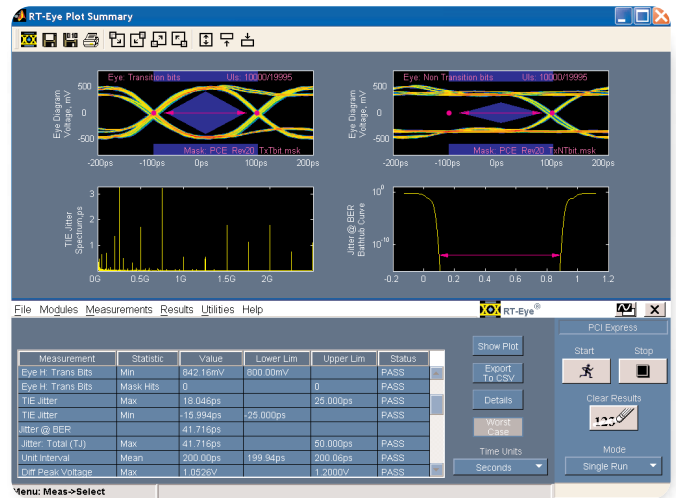 RT-Eye Plot Summary
Eye: Transition bits UIs: 10000/19995
Eye Diagram
Voltage, mV
500
0
-500
Mask: PCE_Rev20_TxTbit.msk
-200ps -100ps 0ps 100ps 200ps
Eye: Non Transition bits UIs: 10000/19995
Eye Diagram
Voltage, mV
500
0
-500
Mask: PCE_Rev20_TxNTbit.msk
-200ps -100ps 0ps 100ps 200ps
TIE Jitter
Spectrum,ps
3
2
1
0G 0.5G 1G 1.5G 2G
Jitter @ BER
Bathtub Curve
10^0
10^-10
-0.2 0 0.2 0.4 0.6 0.8 1 1.2
File Modules Measurements Results Utilities Help RT-Eye®
PCI Express
Show Plot
Export
To CSV
Details
Worst
Case
Time Units
Seconds
Start Stop
Clear Results
123
Mode
Single Run
Measurement Statistic Value Lower Lim Upper Lim Status
Eye H: Trans Bits Min 842.16mV 800.00mV PASS
Eye H: Trans Bits Mask Hits 0 0 PASS
TIE Jitter Max 18.046ps 25.000ps PASS
TIE Jitter Min -15.994ps -25.000ps PASS
Jitter @ BER 41.716ps
Jitter: Total (TJ) Max 41.716ps 50.000ps PASS
Unit Interval Mean 200.00ps 199.94ps 200.06ps PASS
Diff Peak Voltage Max 1.0526V 1.2000V PASS
Menu: Meas->Select